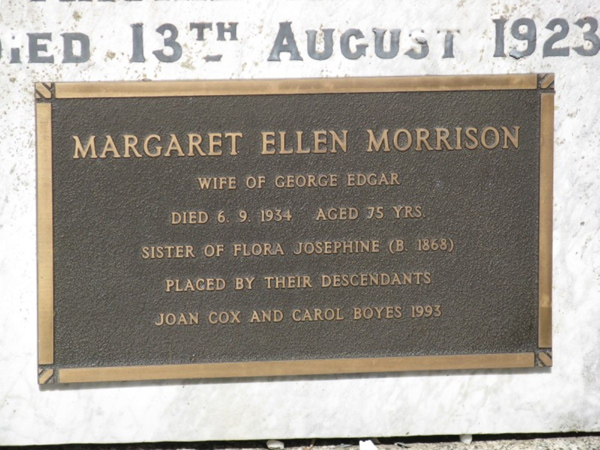 DIED 13TH AUGUST 1923
MARGARET ELLEN MORRISON
WIFE OF GEORGE EDGAR
DIED 6. 9. 1934 AGED 75 YRS.
SISTER OF FLORA JOSEPHINE (B. 1868)
PLACED BY THEIR DESCENDANTS
JOAN COX AND CAROL BOYES 1993